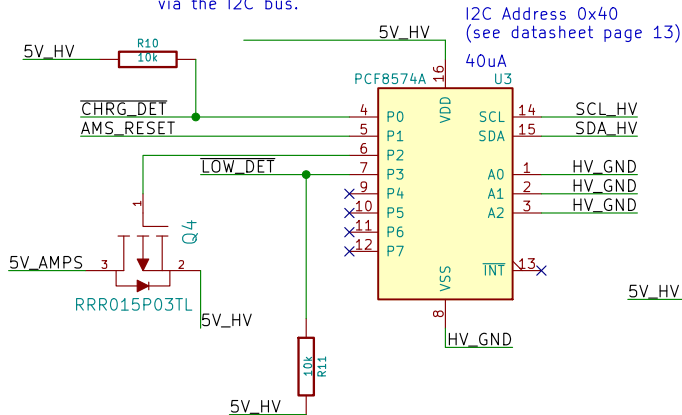 via the I2C bus.
I2C Address 0x40
(see datasheet page 13)
40uA
5V_HV
R10
10k
5V_HV
PCF8574A
U3
16
VDD
CHRG_DET
4
P0
SCL
14
SCL_HV
AMS_RESET
5
P1
SDA
15
SDA_HV
6
P2
LOW_DET
7
P3
A0
1
HV_GND
9
P4
A1
2
HV_GND
10
P5
A2
3
HV_GND
11
P6
12
P7
1
Q4
5V_AMPS
3
2
INT
13
RRR015P03TL
VSS
5V_HV
5V_HV
8
HV_GND
10k
R11
5V_HV